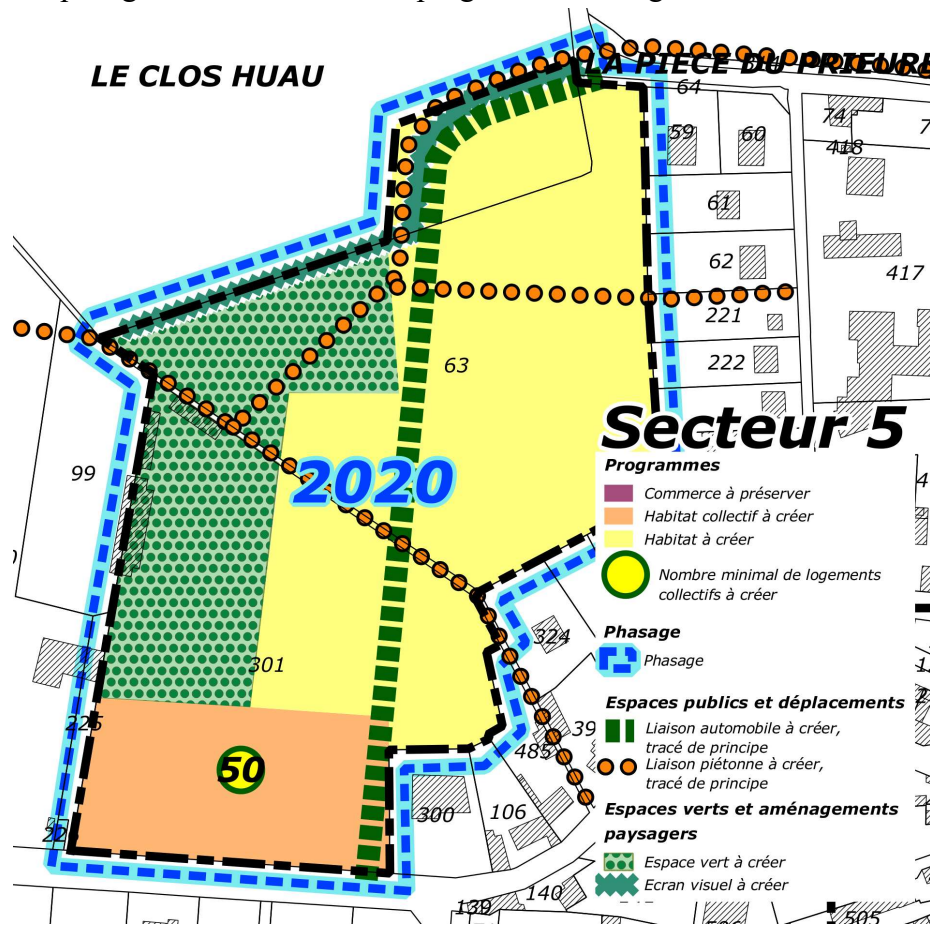 LE CLOS HUAU
LA PIECE DU PRIEURE
64
59
60
74
418
61
62
417
221
222
63
99
2020
301
225
50
300
106
485
324
139
140
505
Secteur 5
Programmes
Commerce à préserver
Habitat collectif à créer
Habitat à créer
Nombre minimal de logements
collectifs à créer
Phasage
Phasage
Espaces publics et déplacements
Liaison automobile à créer,
tracé de principe
Liaison piétonne à créer,
tracé de principe
Espaces verts et aménagements
paysagers
Espace vert à créer
Ecran visuel à créer